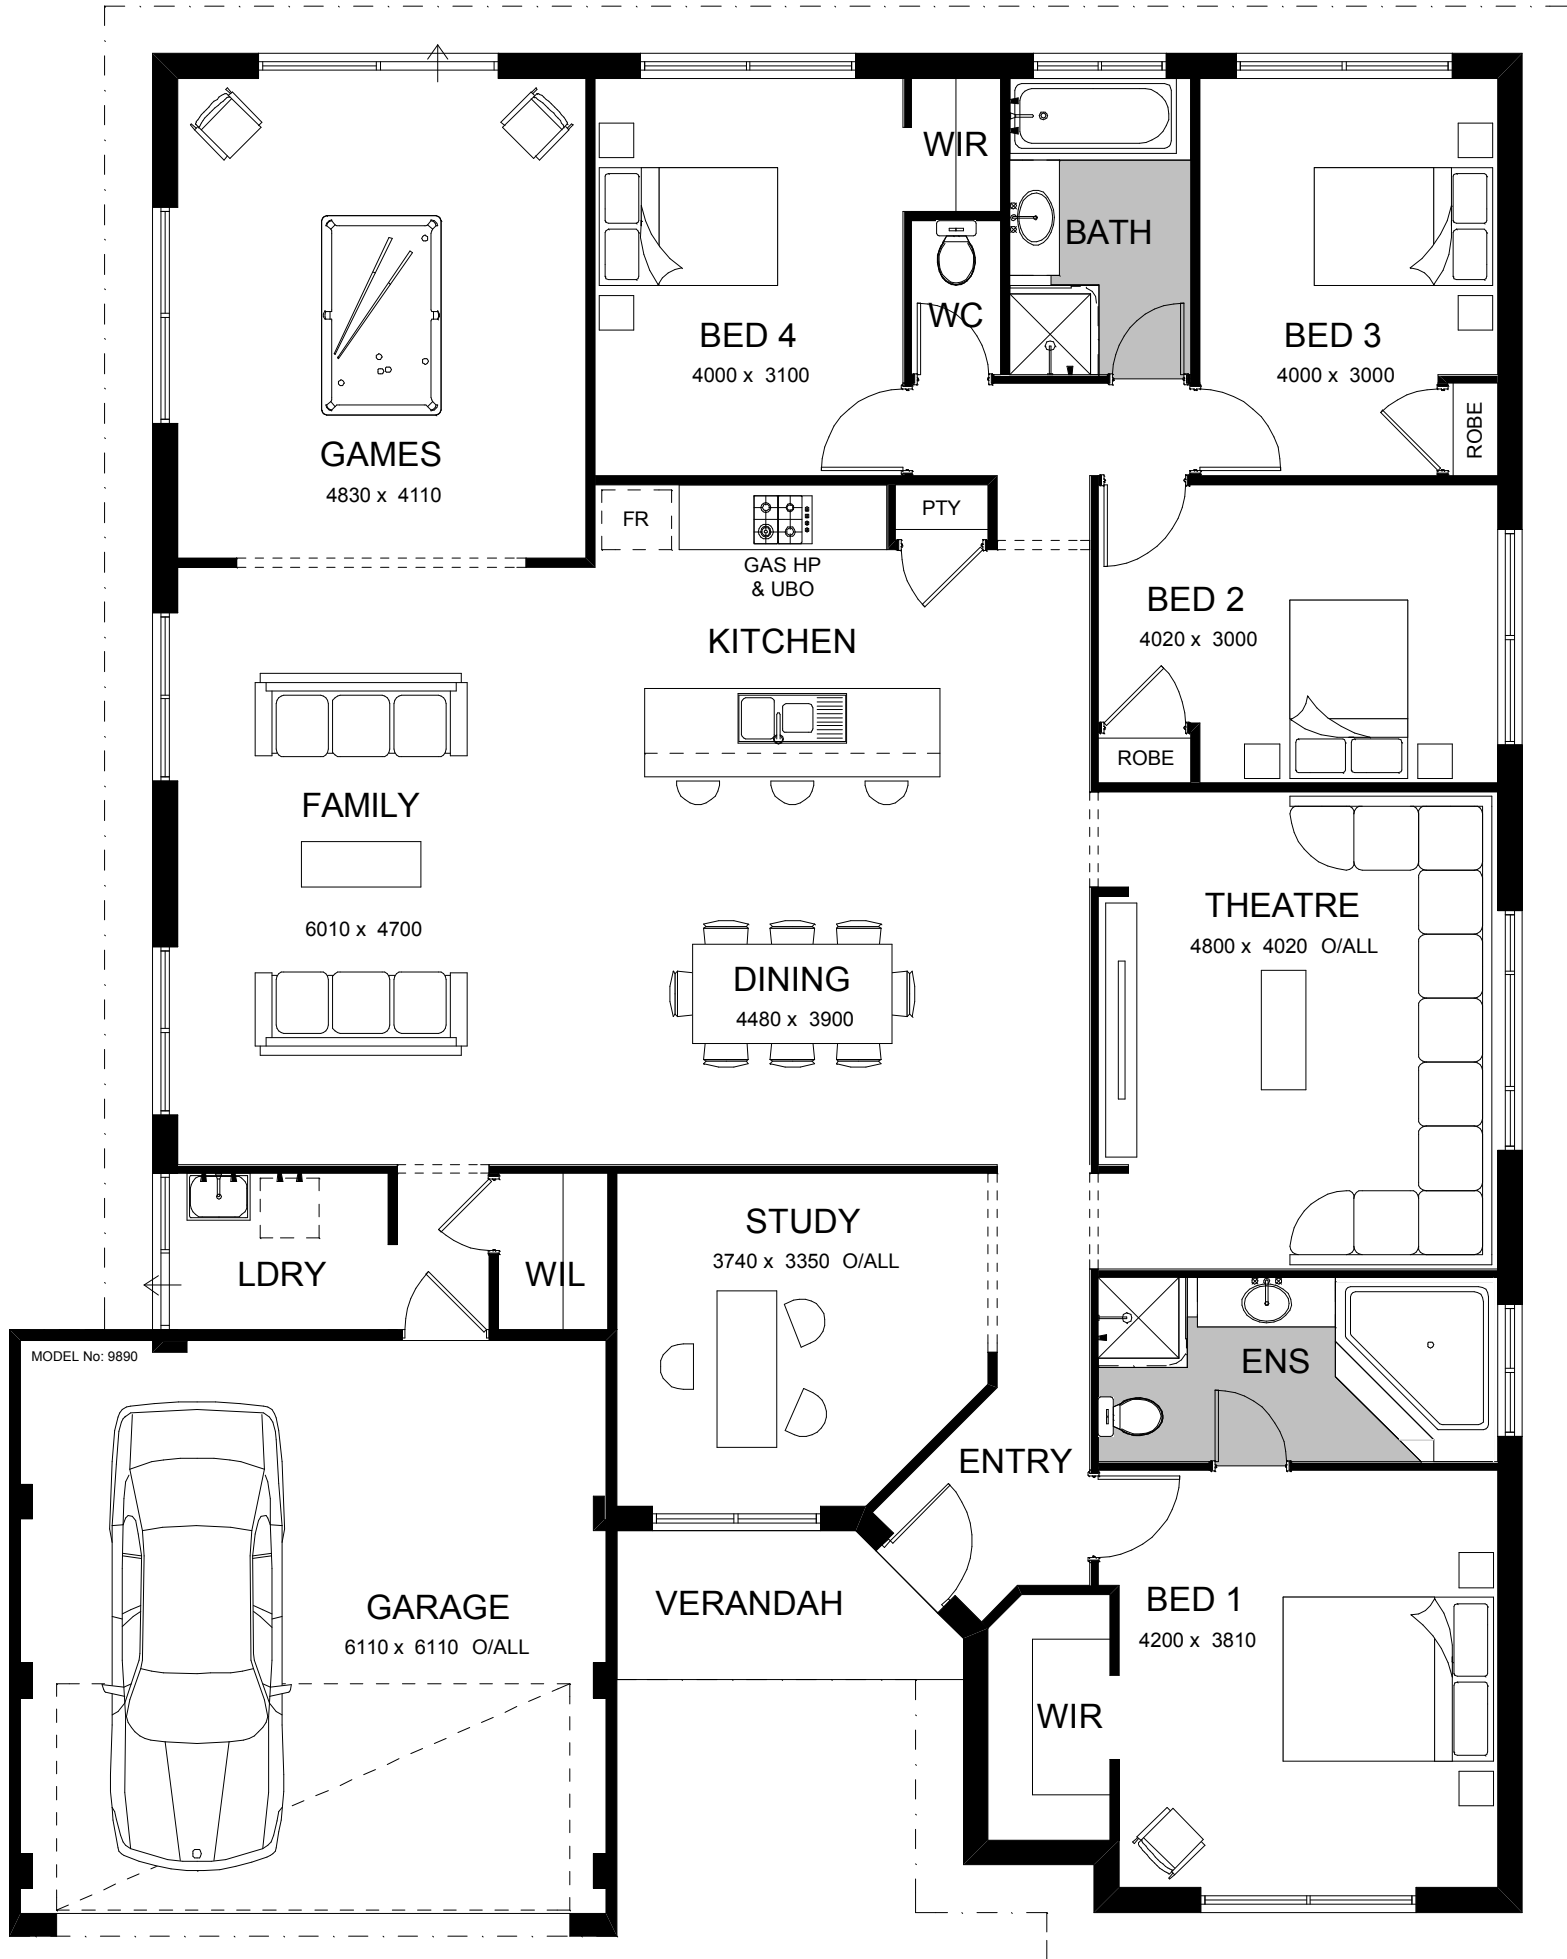 WIR
BATH
WC
BED 4
4000 x 3100
BED 3
4000 x 3000
ROBE
GAMES
4830 x 4110
FR
PTY
GAS HP
& UBO
KITCHEN
BED 2
4020 x 3000
ROBE
FAMILY
6010 x 4700
THEATRE
4800 x 4020 O/ALL
DINING
4480 x 3900
STUDY
3740 x 3350 O/ALL
LDRY
WIL
MODEL No: 9890
ENS
ENTRY
GARAGE
6110 x 6110 O/ALL
VERANDAH
BED 1
4200 x 3810
WIR